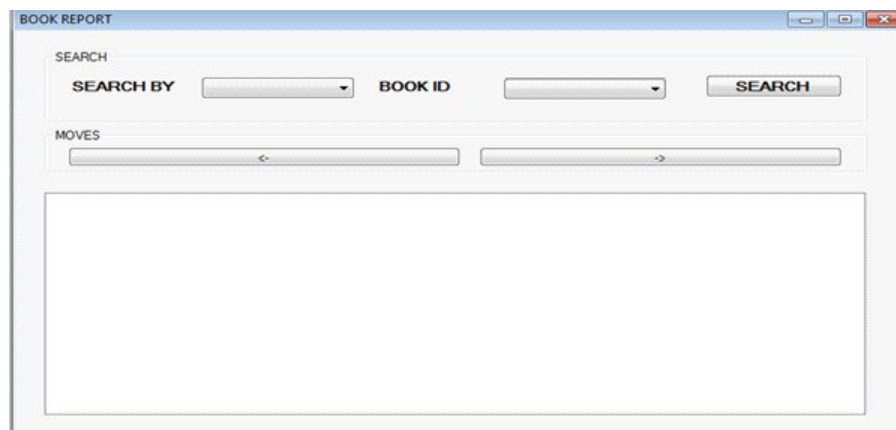 BOOK REPORT
SEARCH
SEARCH BY BOOK ID SEARCH
MOVES
<- ->